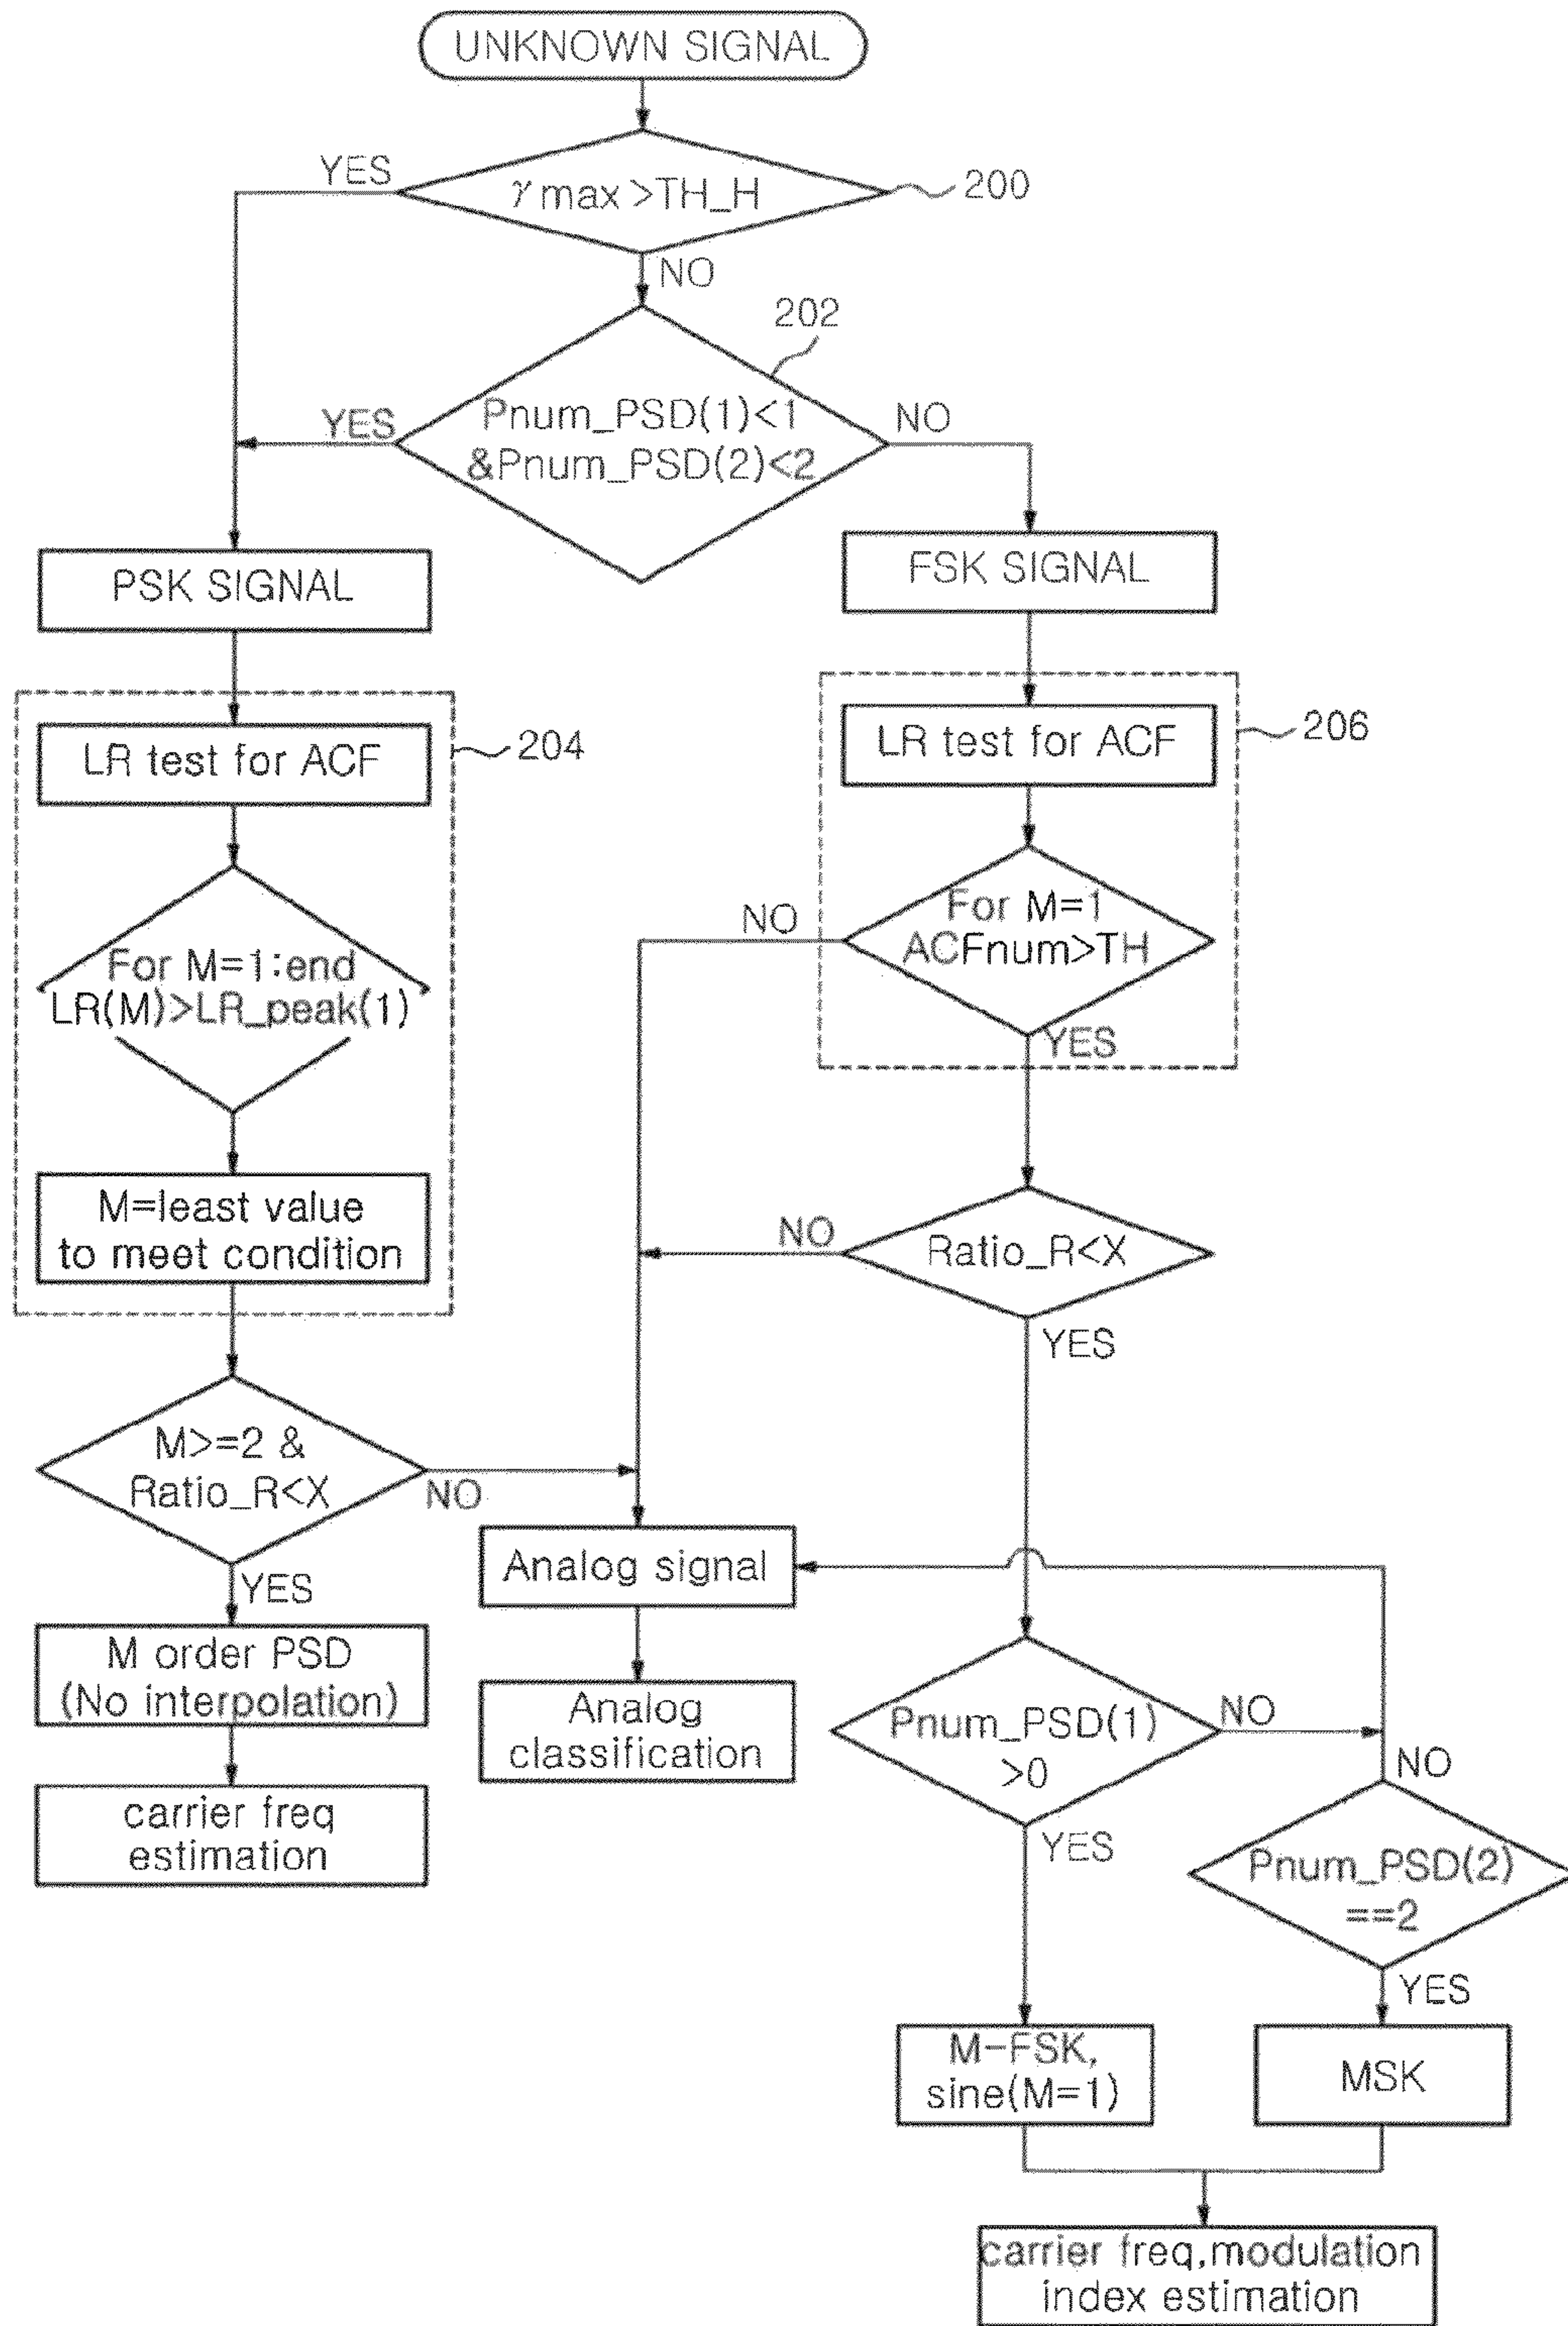 UNKNOWN SIGNAL
YES
γmax >TH_H
200
NO
202
YES
Pnum_PSD(1)<1
&Pnum_PSD(2)<2
NO
PSK SIGNAL
FSK SIGNAL
LR test for ACF
204
LR test for ACF
206
For M=1:end
LR(M)>LR_peak(1)
NO
For M=1
ACFnum>TH
YES
M=least value
to meet condition
NO
Ratio_R<X
YES
M>=2 &
Ratio_R<X
NO
YES
Analog signal
M order PSD
(No interpolation)
Analog
classification
Pnum_PSD(1)
>0
NO
NO
YES
carrier freq
estimation
Pnum_PSD(2)
==2
YES
M-FSK,
sine(M=1)
MSK
carrier freq,modulation
index estimation